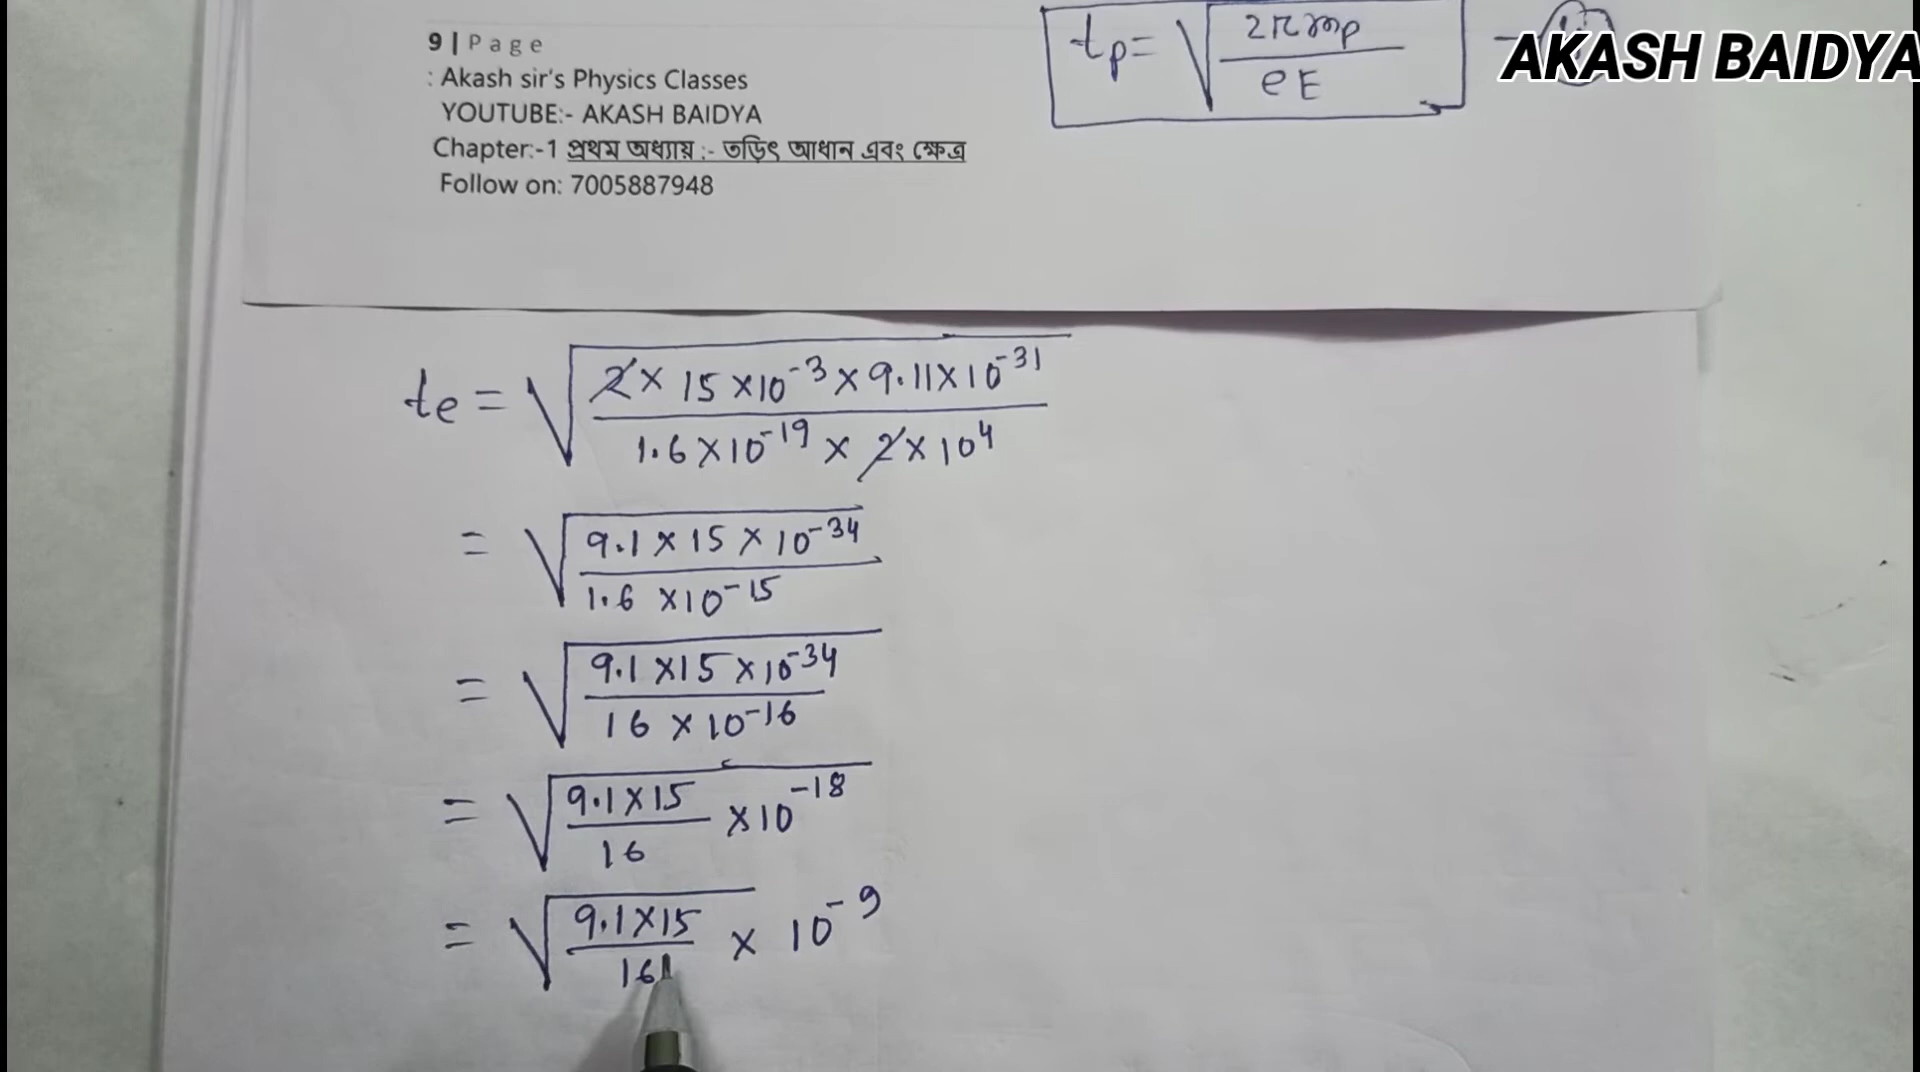 9 | Page
: Akash sir's Physics Classes
YOUTUBE:- AKASH BAIDYA
Chapter:-1 প্রথম অধ্যায় :- তড়িৎ আধান এবং ক্ষেত্র
Follow on: 7005887948
tp = √(2xmp / eE)
AKASH BAIDYA
te = √(2 × 15 × 10⁻³ × 9.11 × 10⁻³¹ / 1.6 × 10⁻¹⁹ × 2 × 10⁴)
= √(9.1 × 15 × 10⁻³⁴ / 1.6 × 10⁻¹⁵)
= √(9.1 × 15 × 10⁻³⁴ / 16 × 10⁻¹⁶)
= √(9.1 × 15 / 16 × 10⁻¹⁸)
= √(9.1 × 15 / 16) × 10⁻⁹